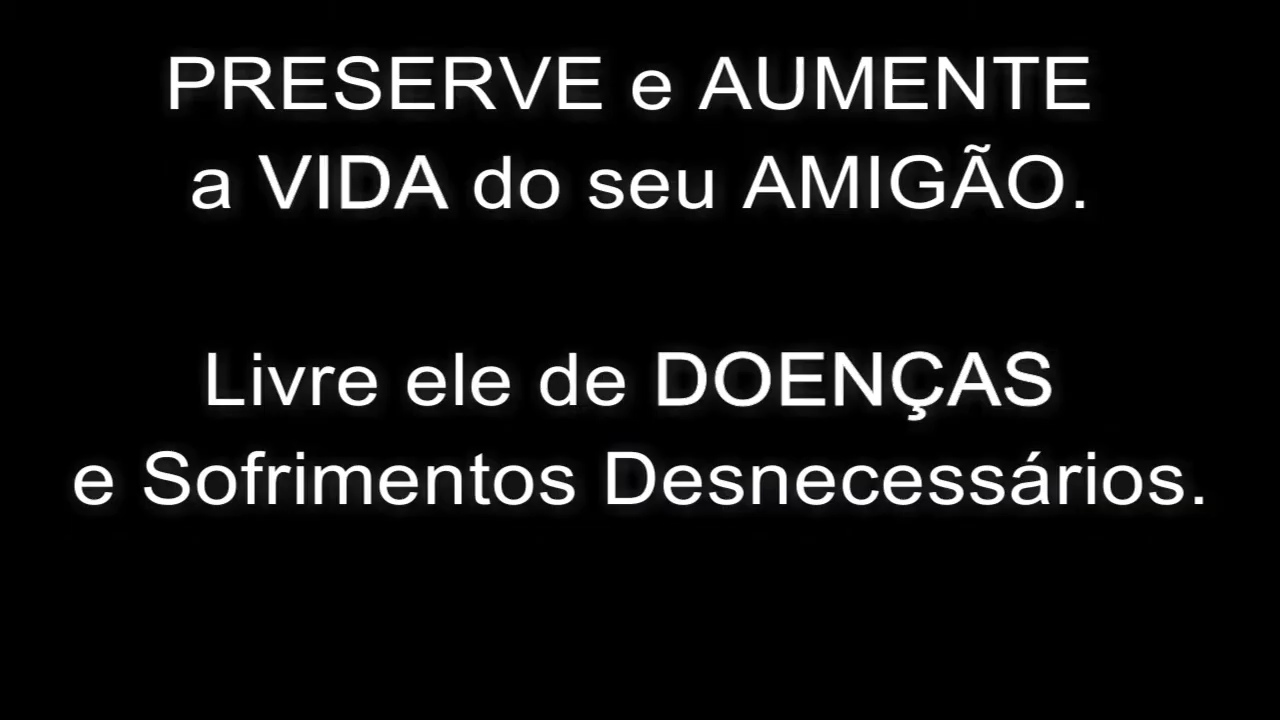 PRESERVE e AUMENTE
a VIDA do seu AMIGÃO.
Livre ele de DOENÇAS
e Sofrimentos Desnecessários.